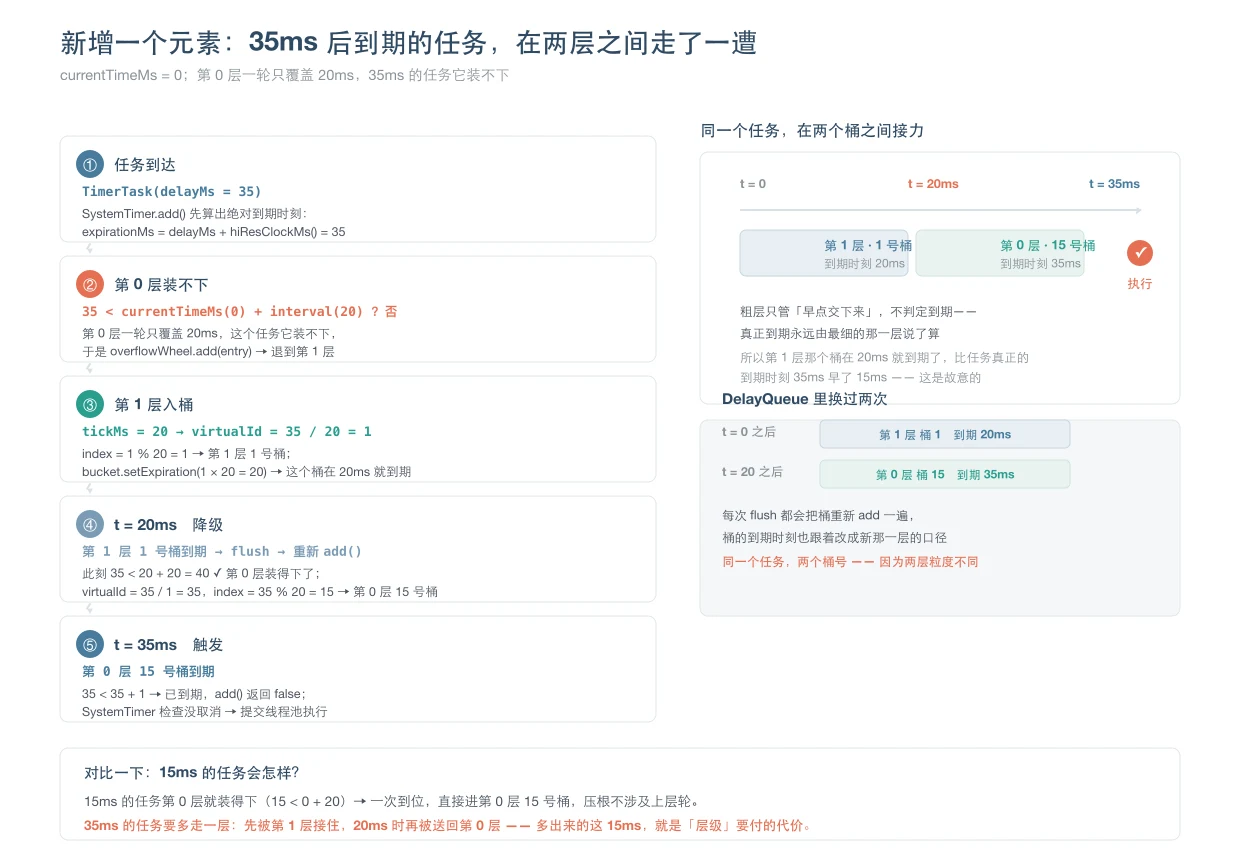 新增一个元素：35ms 后到期的任务，在两层之间走了一遭
currentTimeMs = 0；第 0 层一轮只覆盖 20ms，35ms 的任务它装不下
① 任务到达
TimerTask(delayMs = 35)
SystemTimer.add() 先算出绝对到期时刻：
expirationMs = delayMs + hiResClockMs() = 35
② 第 0 层装不下
35 < currentTimeMs(0) + interval(20) ？否
第 0 层一轮只覆盖 20ms，这个任务它装不下，
于是 overflowWheel.add(entry) → 退到第 1 层
③ 第 1 层入桶
tickMs = 20 → virtualId = 35 / 20 = 1
index = 1 % 20 = 1 → 第 1 层 1 号桶；
bucket.setExpiration(1 × 20 = 20) → 这个桶在 20ms 就到期
④ t = 20ms 降级
第 1 层 1 号桶到期 → flush → 重新 add()
此刻 35 < 20 + 20 = 40 ✓ 第 0 层装得下了；
virtualId = 35 / 1 = 35，index = 35 % 20 = 15 → 第 0 层 15 号桶
⑤ t = 35ms 触发
第 0 层 15 号桶到期
35 < 35 + 1 → 已到期，add() 返回 false；
SystemTimer 检查没取消 → 提交线程池执行
同一个任务，在两个桶之间接力
t = 0 t = 20ms t = 35ms
第 1 层 · 1 号桶 第 0 层 · 15 号桶
到期时刻 20ms 到期时刻 35ms
✓
执行
粗层只管「早点交下来」，不判定到期——
真正到期永远由最细的那一层说了算
所以第 1 层那个桶在 20ms 就到期了，比任务真正的
到期时刻 35ms 早了 15ms —— 这是故意的
DelayQueue 里换过两次
t = 0 之后 第 1 层 桶 1 到期 20ms
t = 20 之后 第 0 层 桶 15 到期 35ms
每次 flush 都会把桶重新 add 一遍，
桶的到期时刻也跟着改成新那一层的口径
同一个任务，两个桶号 —— 因为两层粒度不同
对比一下：15ms 的任务会怎样？
15ms 的任务第 0 层就装得下（15 < 0 + 20）→ 一次到位，直接进第 0 层 15 号桶，压根不涉及上层轮。
35ms 的任务要多走一层：先被第 1 层接住，20ms 时再被送回第 0 层 —— 多出来的这 15ms，就是「层级」要付的代价。